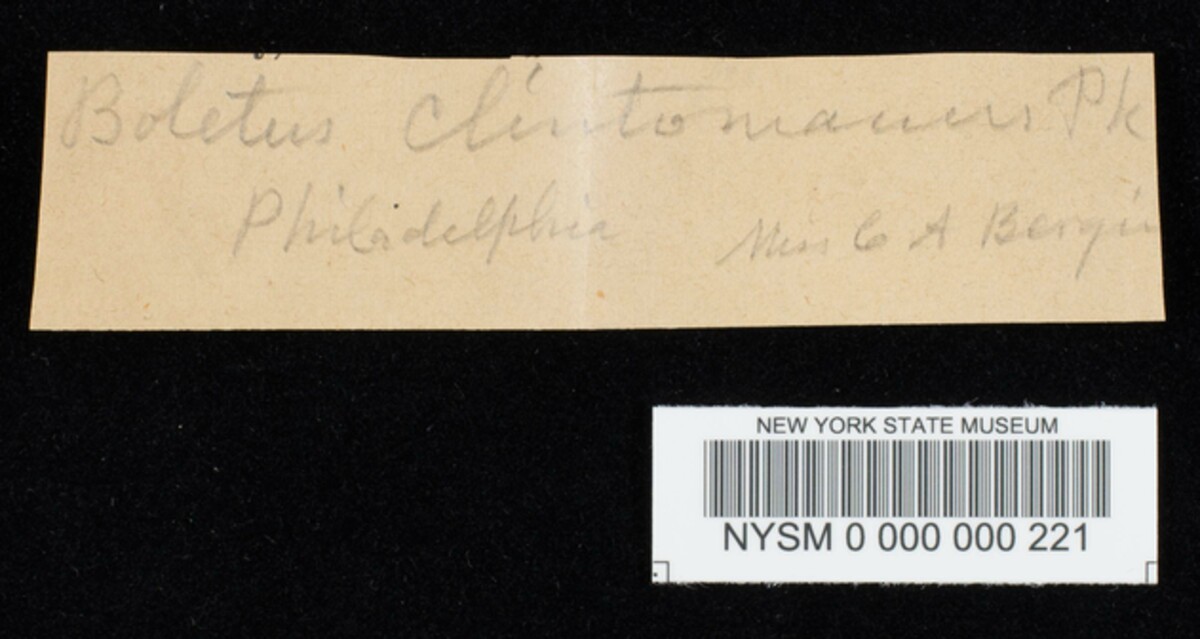 Boletus Clintonianus Pk
Philadelphia Miss C A Bergin
NEW YORK STATE MUSEUM
NYSM 0 000 000 221